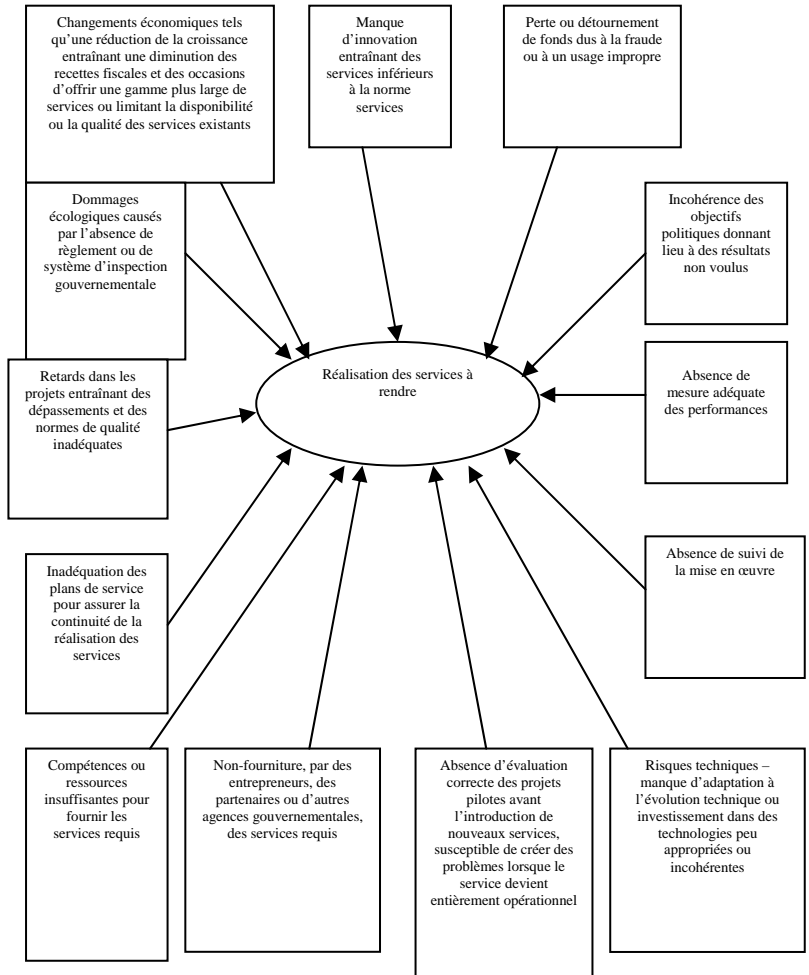 Changements économiques tels
qu'une réduction de la croissance
entraînant une diminution des
recettes fiscales et des occasions
d'offrir une gamme plus large de
services ou limitant la disponibilité
ou la qualité des services existants
Manque
d'innovation
entraînant des
services inférieurs
à la norme
services
Perte ou détournement
de fonds dus à la fraude
ou à un usage impropre
Dommages
écologiques causés
par l'absence de
règlement ou de
système d'inspection
gouvernementale
Incohérence des
objectifs
politiques donnant
lieu à des résultats
non voulus
Retards dans les
projets entraînant des
dépassements et des
normes de qualité
inadéquates
Réalisation des services à
rendre
Absence de
mesure adéquate
des performances
Inadéquation des
plans de service
pour assurer la
continuité de la
réalisation des
services
Absence de suivi de
la mise en œuvre
Compétences ou
ressources
insuffisantes pour
fournir les
services requis
Non-fourniture, par des
entrepreneurs, des
partenaires ou d'autres
agences gouvernementales,
des services requis
Absence d'évaluation
correcte des projets
pilotes avant
l'introduction de
nouveaux services,
susceptible de créer des
problèmes lorsque le
service devient
entièrement opérationnel
Risques techniques –
manque d'adaptation à
l'évolution technique ou
investissement dans des
technologies peu
appropriées ou
incohérentes